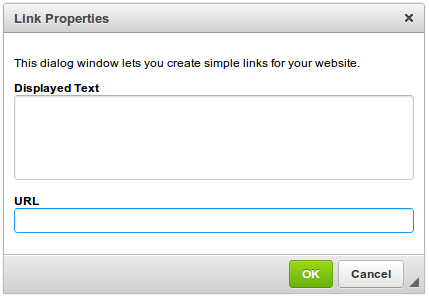 Link Properties
This dialog window lets you create simple links for your website.
Displayed Text
URL
OK
Cancel